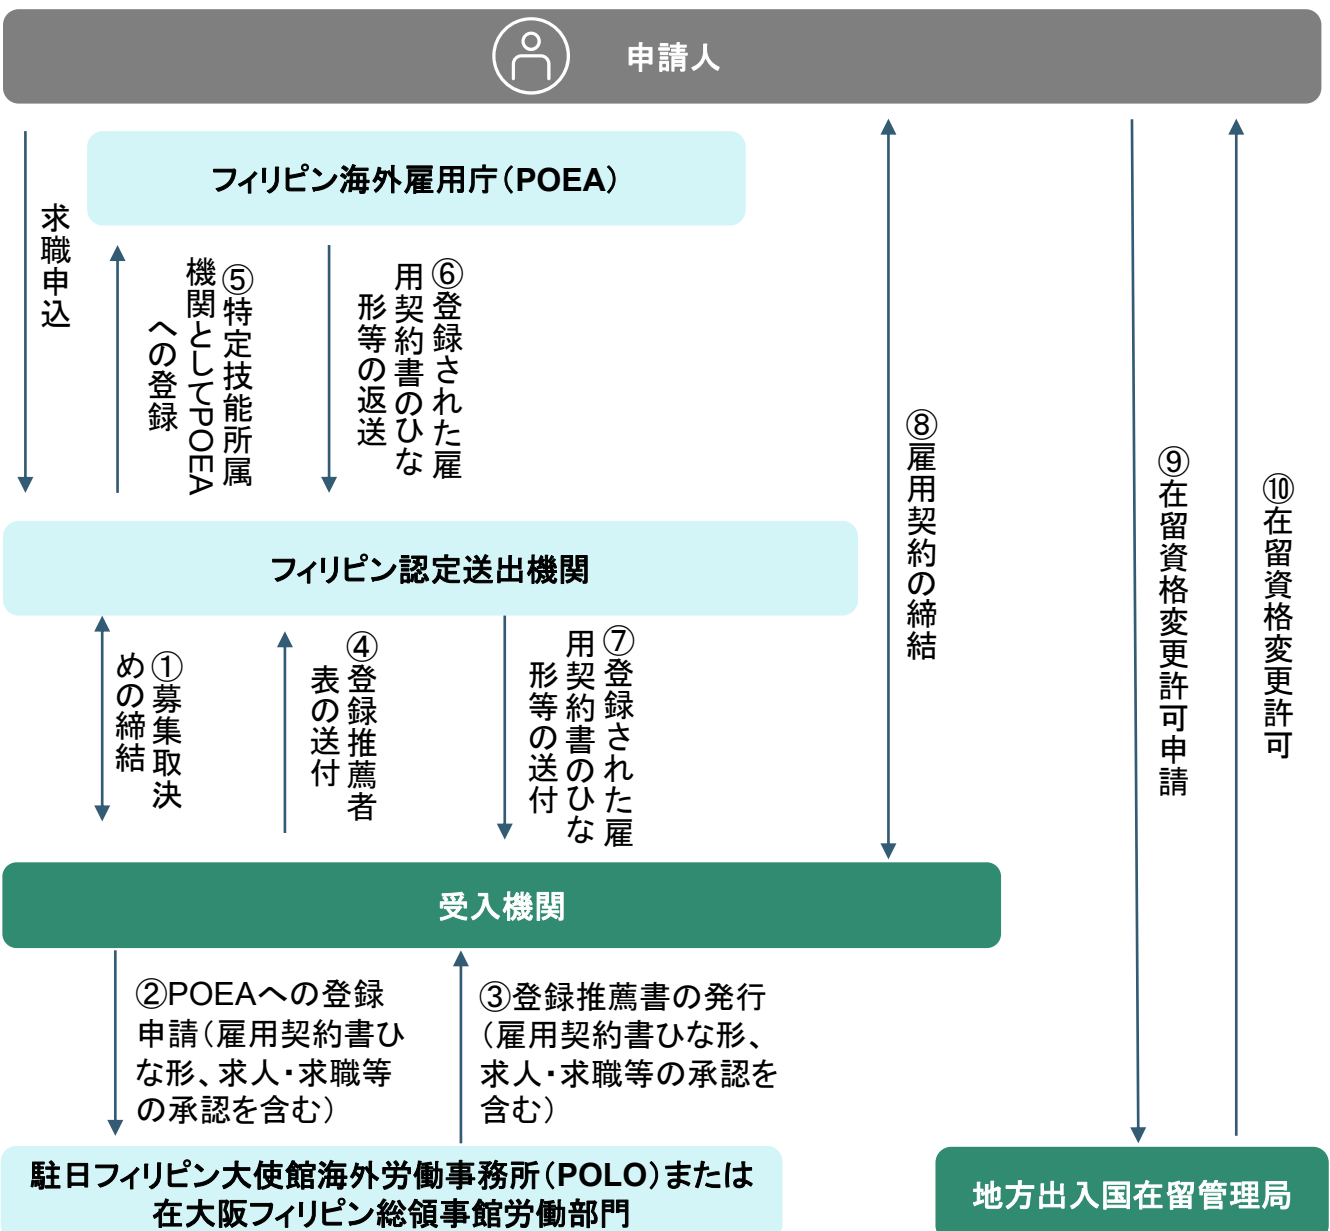 申請人
フィリピン海外雇用庁（POEA）
求職申込
⑤特定技能所属
機関としてPOEA
への登録
⑥登録された雇
用契約書のひな
形等の返送
⑧雇用契約の締結
⑨在留資格変更許可申請
⑩在留資格変更許可
フィリピン認定送出機関
①募集取決
めの締結
④登録推薦者
表の送付
⑦登録された雇
用契約書のひな
形等の送付
受入機関
②POEAへの登録
申請（雇用契約書ひ
な形、求人・求職等
の承認を含む）
③登録推薦書の発行
（雇用契約書ひな形、
求人・求職等の承認を
含む）
駐日フィリピン大使館海外労働事務所（POLO）または
在大阪フィリピン総領事館労働部門
地方出入国在留管理局